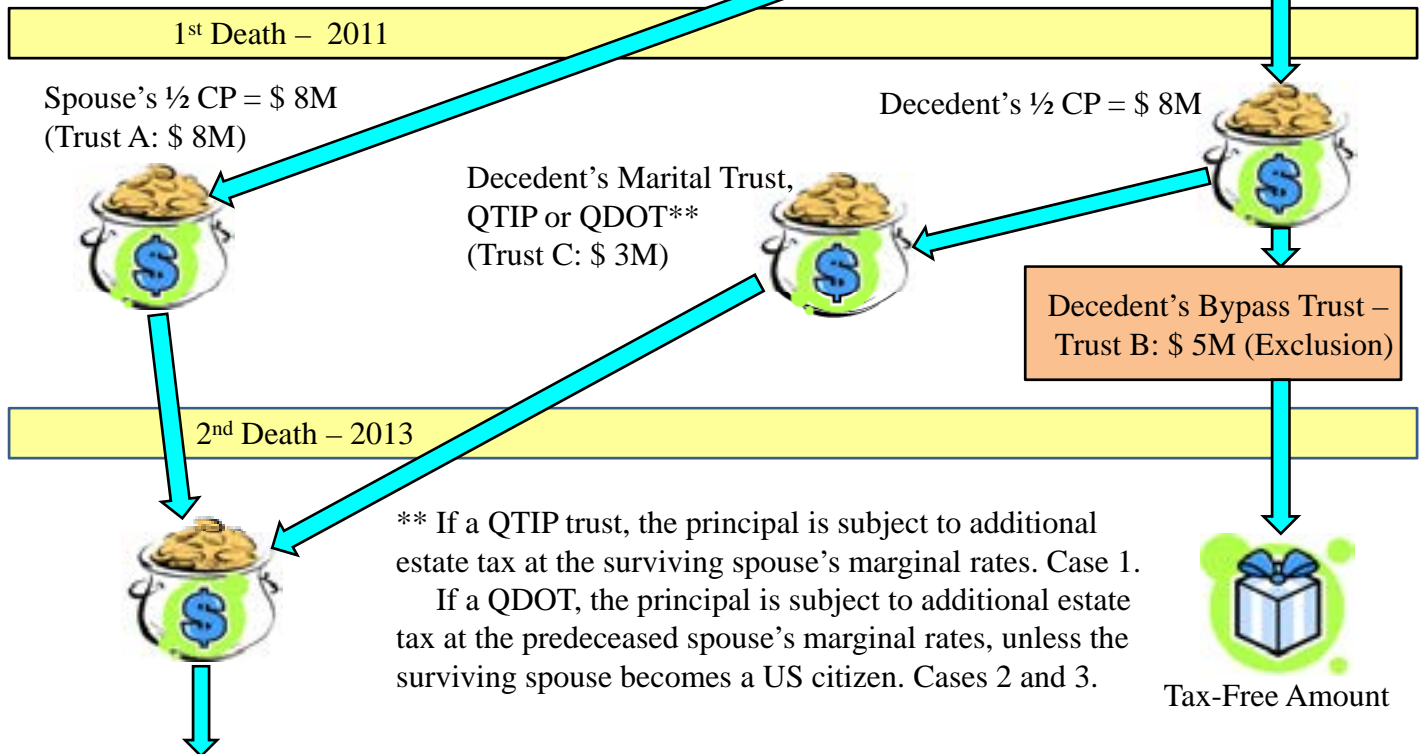 1st Death – 2011
Spouse's ½ CP = $ 8M
(Trust A: $ 8M)
Decedent's ½ CP = $ 8M
Decedent's Marital Trust,
QTIP or QDOT**
(Trust C: $ 3M)
Decedent's Bypass Trust –
Trust B: $ 5M (Exclusion)
2nd Death – 2013
** If a QTIP trust, the principal is subject to additional
estate tax at the surviving spouse's marginal rates. Case 1.
If a QDOT, the principal is subject to additional estate
tax at the predeceased spouse's marginal rates, unless the
surviving spouse becomes a US citizen. Cases 2 and 3.
Tax-Free Amount
$
$
$
$